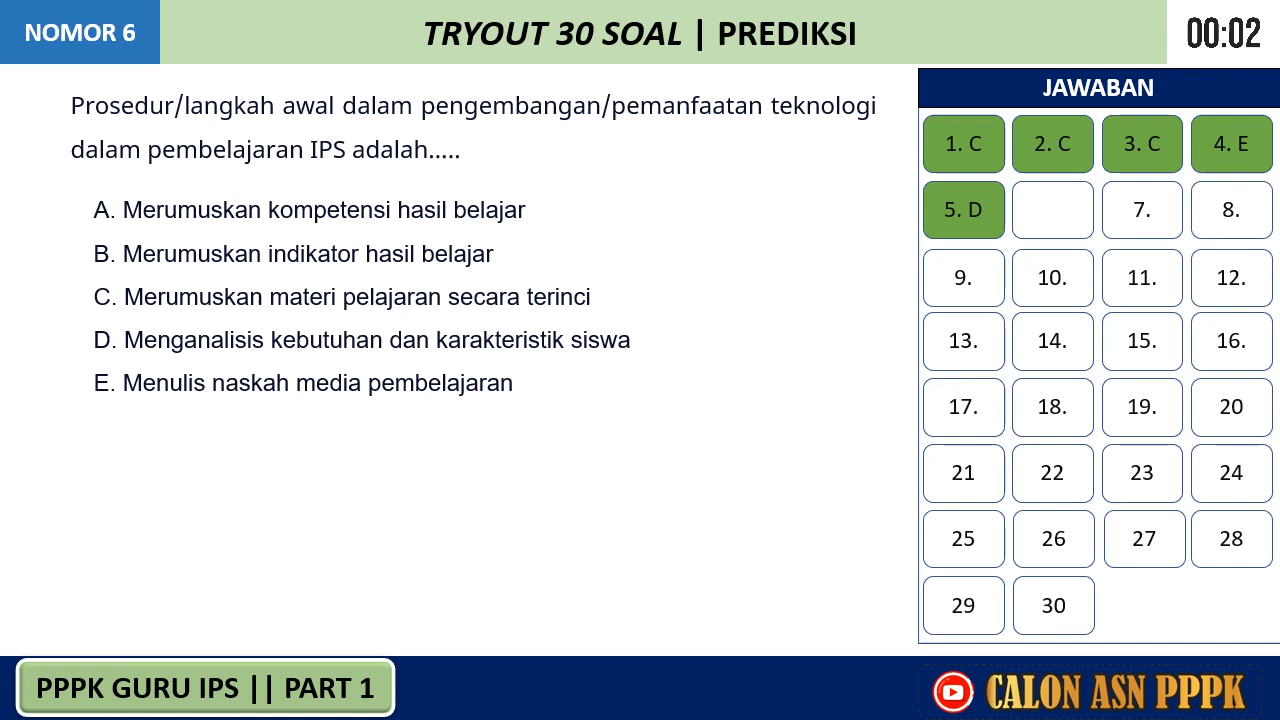 NOMOR 6
TRYOUT 30 SOAL | PREDIKSI
00:02
Prosedur/langkah awal dalam pengembangan/pemanfaatan teknologi
dalam pembelajaran IPS adalah.....
A. Merumuskan kompetensi hasil belajar
B. Merumuskan indikator hasil belajar
C. Merumuskan materi pelajaran secara terinci
D. Menganalisis kebutuhan dan karakteristik siswa
E. Menulis naskah media pembelajaran
JAWABAN
1. C 2. C 3. C 4. E
5. D 7. 8.
9. 10. 11. 12.
13. 14. 15. 16.
17. 18. 19. 20
21 22 23 24
25 26 27 28
29 30
PPPK GURU IPS || PART 1
CALON ASN PPPK